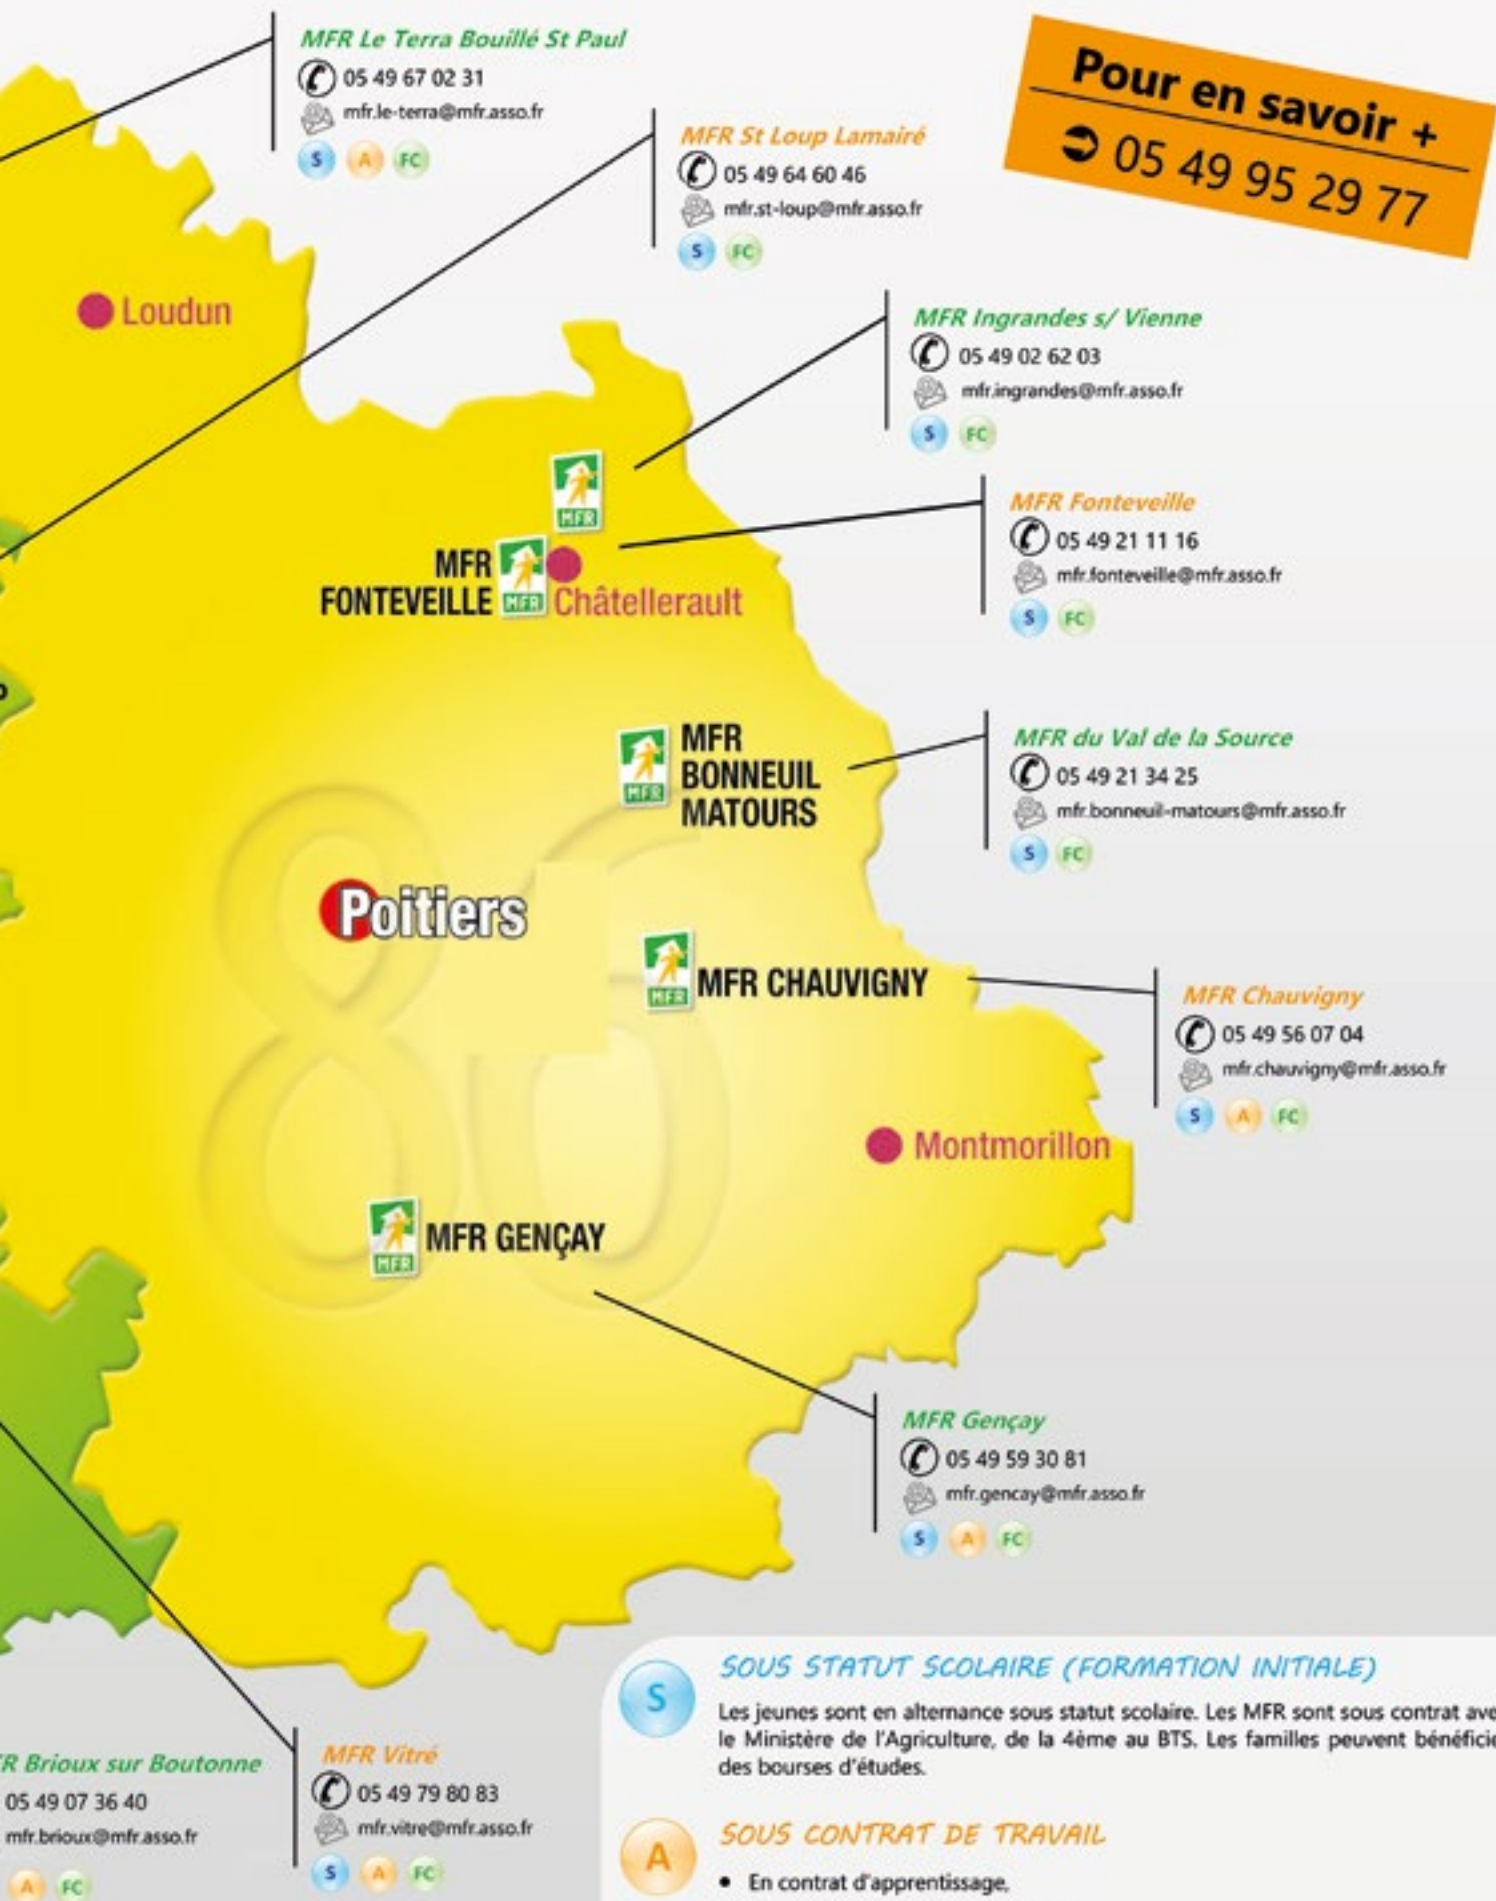 MFR Le Terra Bouillé St Paul
05 49 67 02 31
mfr.le-terra@mfr.asso.fr
S A FC
MFR St Loup Lamairé
05 49 64 60 46
mfr.st-loup@mfr.asso.fr
S FC
Pour en savoir +
05 49 95 29 77
Loudun
MFR Ingrandes s/ Vienne
05 49 02 62 03
mfr.ingrandes@mfr.asso.fr
S FC
MFR
MFR Fonteveille
05 49 21 11 16
mfr.fonteveille@mfr.asso.fr
S FC
MFR
FONTEVEILLE
MFR
Châtellerault
MFR
MFR
BONNEUIL
MATOURS
MFR du Val de la Source
05 49 21 34 25
mfr.bonneuil-matours@mfr.asso.fr
S FC
86
Poitiers
MFR
MFR CHAUVIGNY
MFR Chauvigny
05 49 56 07 04
mfr.chauvigny@mfr.asso.fr
S A FC
Montmorillon
MFR
MFR GENÇAY
MFR Gençay
05 49 59 30 81
mfr.gencay@mfr.asso.fr
S A FC
R Brioux sur Boutonne
05 49 07 36 40
mfr.brioux@mfr.asso.fr
A FC
MFR Vitré
05 49 79 80 83
mfr.vitre@mfr.asso.fr
S A FC
S
SOUS STATUT SCOLAIRE (FORMATION INITIALE)
Les jeunes sont en alternance sous statut scolaire. Les MFR sont sous contrat ave
le Ministère de l'Agriculture, de la 4ème au BTS. Les familles peuvent bénéficie
des bourses d'études.
A
SOUS CONTRAT DE TRAVAIL
• En contrat d'apprentissage,